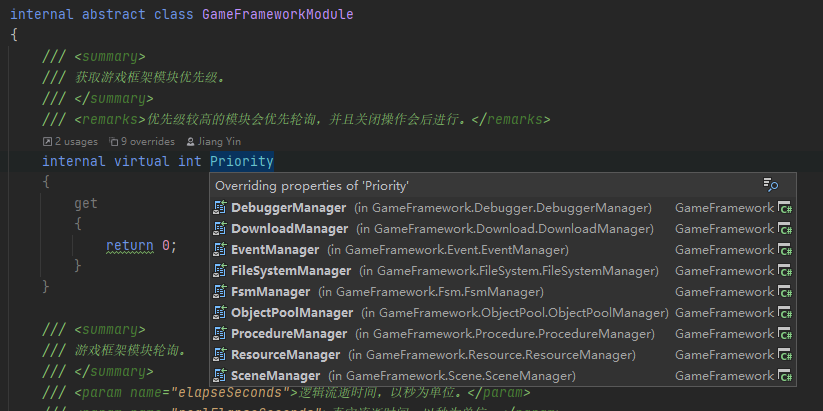 internal abstract class GameFrameworkModule
{
/// <summary>
/// 获取游戏框架模块优先级。
/// </summary>
/// <remarks>优先级较高的模块会优先轮询，并且关闭操作会后进行。</remarks>
2 usages 9 overrides Jiang Yin
internal virtual int Priority
{
get
{
return 0;
}
}
Overriding properties of 'Priority'
DebuggerManager (in GameFramework.Debugger.DebuggerManager) GameFramework C#
DownloadManager (in GameFramework.Download.DownloadManager) GameFramework C#
EventManager (in GameFramework.Event.EventManager) GameFramework C#
FileSystemManager (in GameFramework.FileSystem.FileSystemManager) GameFramework C#
FsmManager (in GameFramework.Fsm.FsmManager) GameFramework C#
ObjectPoolManager (in GameFramework.ObjectPool.ObjectPoolManager) GameFramework C#
ProcedureManager (in GameFramework.Procedure.ProcedureManager) GameFramework C#
ResourceManager (in GameFramework.Resource.ResourceManager) GameFramework C#
SceneManager (in GameFramework.Scene.SceneManager) GameFramework C#
/// <summary>
/// 游戏框架模块轮询。
/// </summary>
/// <param name="elapseSeconds">逻辑流逝时间，以秒为单位。</param>